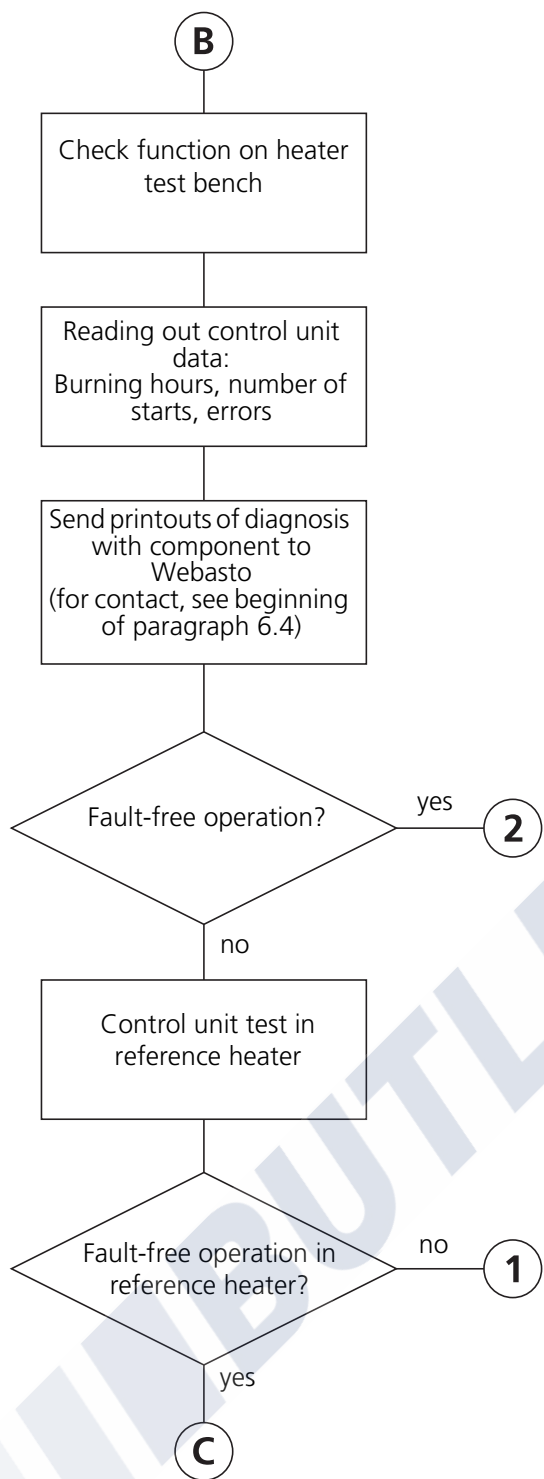 B
Check function on heater
test bench
Reading out control unit
data:
Burning hours, number of
starts, errors
Send printouts of diagnosis
with component to
Webasto
(for contact, see beginning
of paragraph 6.4)
Fault-free operation?
yes
2
no
Control unit test in
reference heater
Fault-free operation in
reference heater?
no
1
yes
C